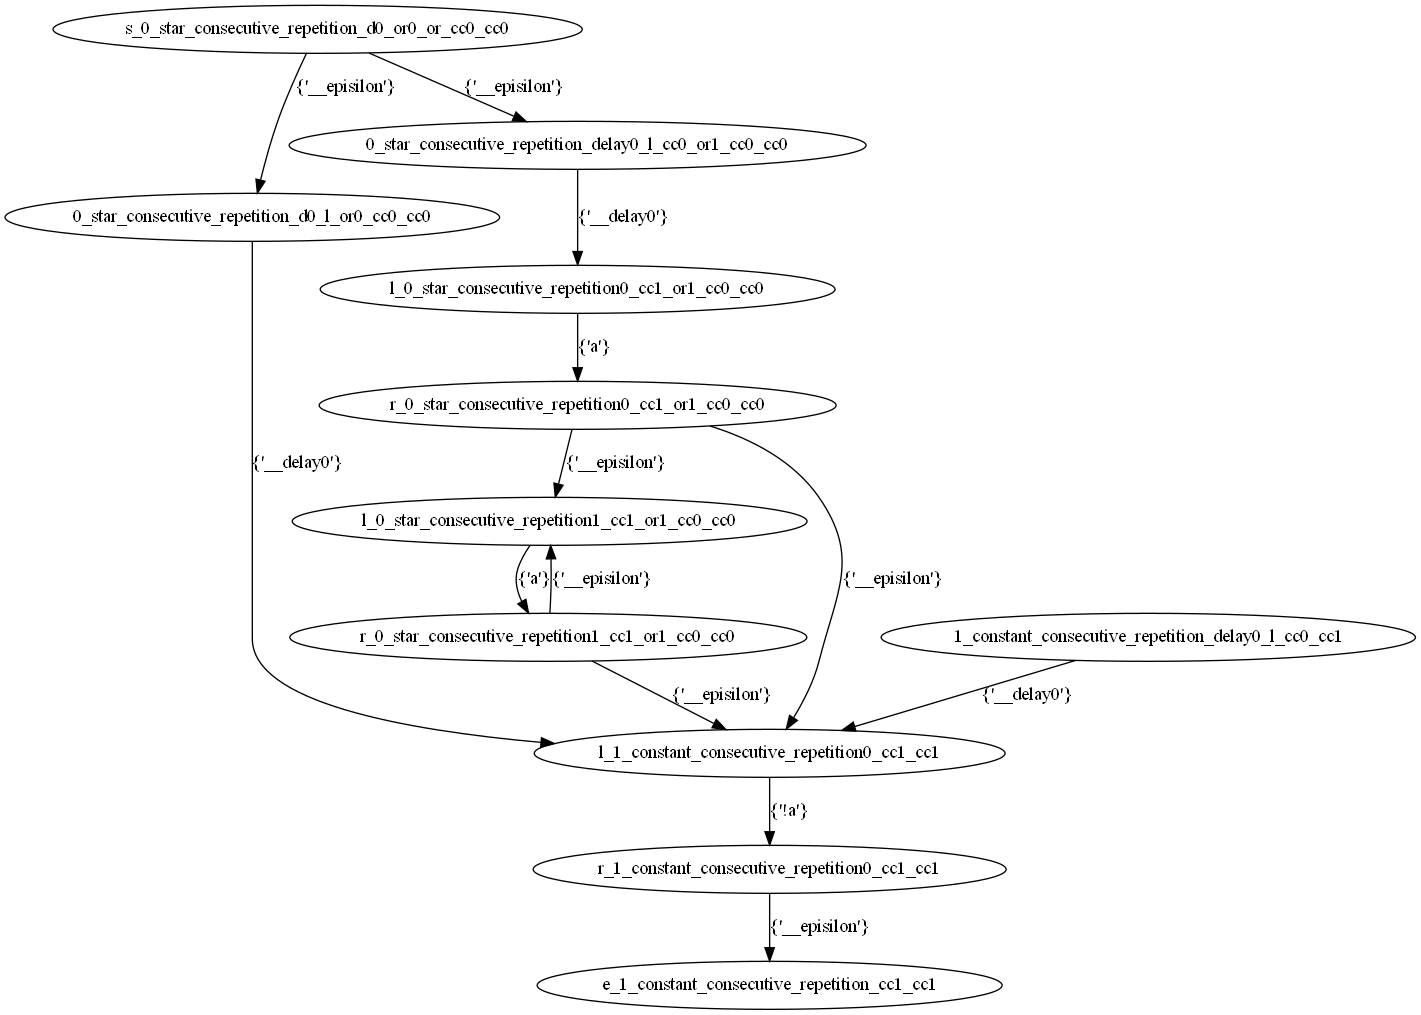 s_0_star_consecutive_repetition_d0_or0_or_cc0_cc0
{'__episilon'}
{'__episilon'}
0_star_consecutive_repetition_delay0_l_cc0_or1_cc0_cc0
0_star_consecutive_repetition_d0_l_or0_cc0_cc0
{'__delay0'}
l_0_star_consecutive_repetition0_cc1_or1_cc0_cc0
{'a'}
r_0_star_consecutive_repetition0_cc1_or1_cc0_cc0
{'__delay0'}
{'__episilon'}
l_0_star_consecutive_repetition1_cc1_or1_cc0_cc0
{'a'}
{'__episilon'}
{'__episilon'}
r_0_star_consecutive_repetition1_cc1_or1_cc0_cc0
1_constant_consecutive_repetition_delay0_l_cc0_cc1
{'__episilon'}
{'__delay0'}
l_1_constant_consecutive_repetition0_cc1_cc1
{'!a'}
r_1_constant_consecutive_repetition0_cc1_cc1
{'__episilon'}
e_1_constant_consecutive_repetition_cc1_cc1